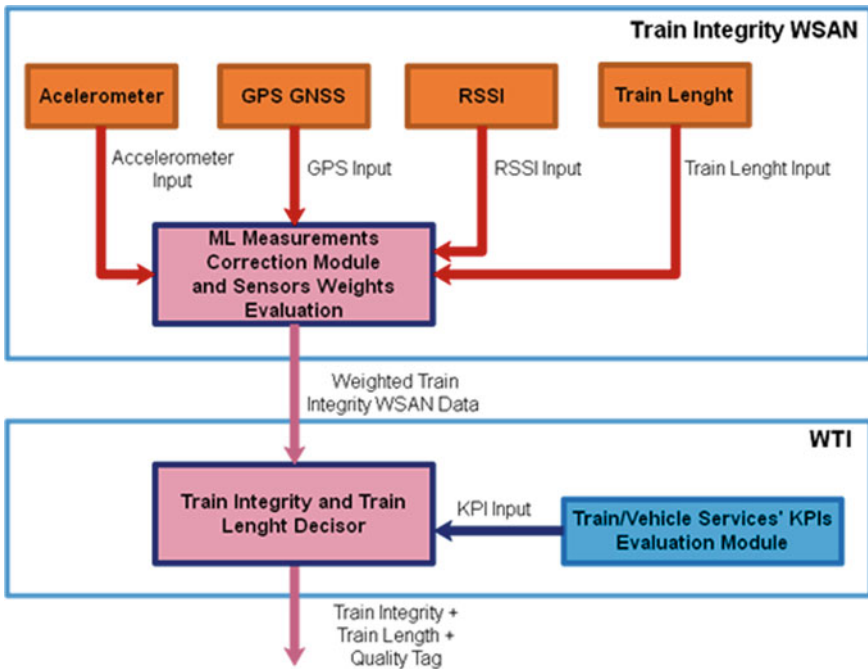 Train Integrity WSAN
Acelerometer
GPS GNSS
RSSI
Train Lenght
Accelerometer
Input
GPS Input
RSSI Input
Train Lenght Input
ML Measurements
Correction Module
and Sensors Weights
Evaluation
Weighted Train
Integrity WSAN Data
WTI
Train Integrity and Train
Lenght Decisor
KPI Input
Train/Vehicle Services' KPIs
Evaluation Module
Train Integrity +
Train Length +
Quality Tag